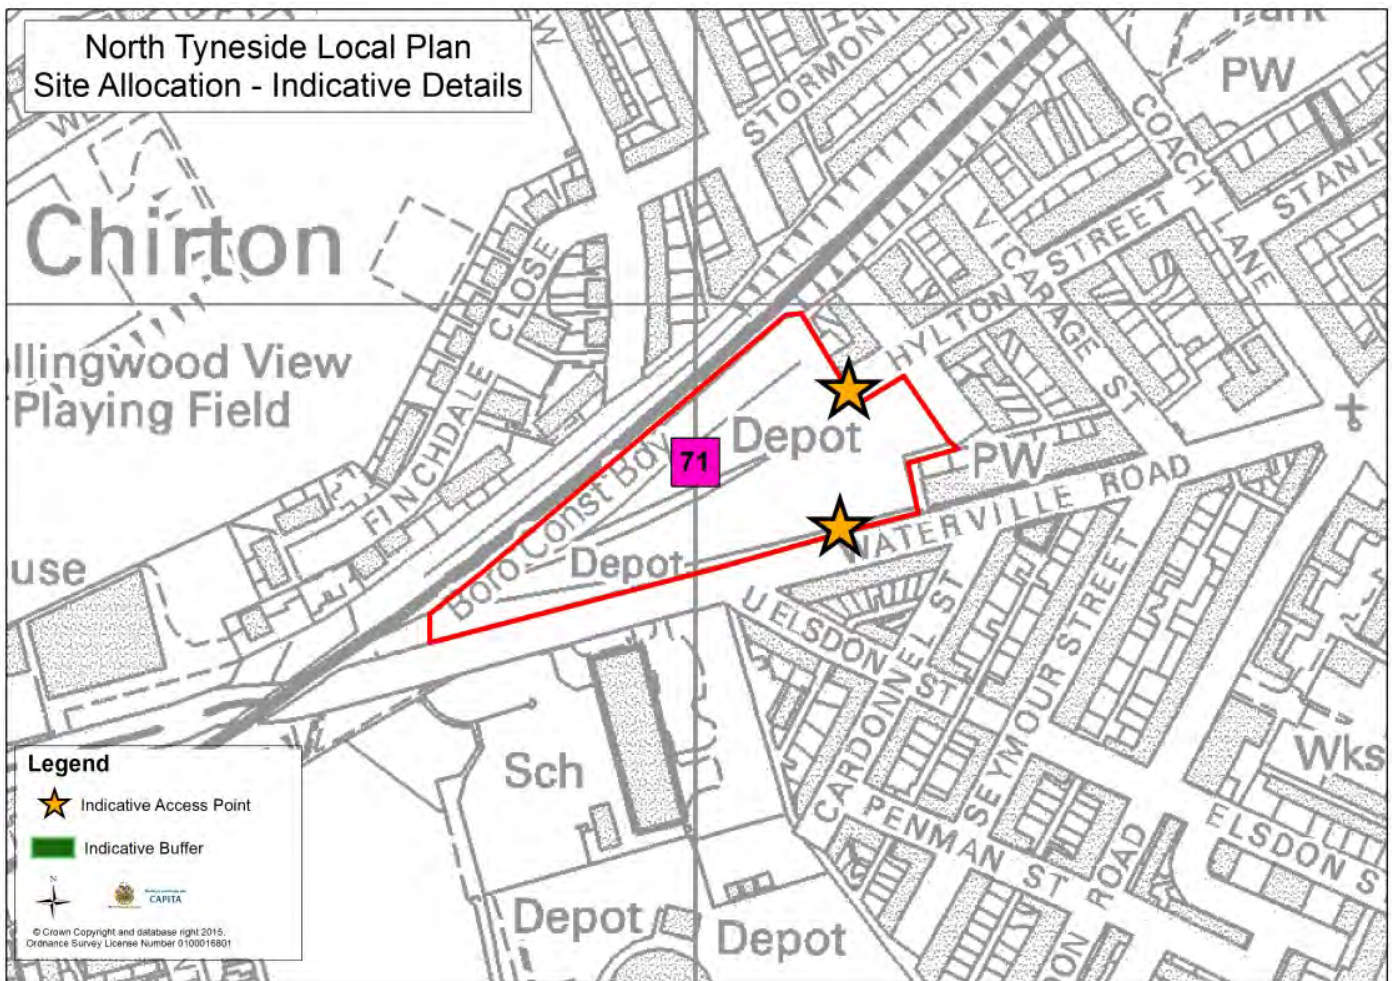 North Tyneside Local Plan
Site Allocation - Indicative Details
STORMONT
PW
COACH LANE
STANL
Chirton
VICARAGE ST
HYLTON STREET
FINCHDALE CLOSE
ollingwood View
Playing Field
Depot
71
Boro Const Bdy
PW
WATERVILLE ROAD
Depot
use
ELSDON ST
CARDONNEL ST
SEYMOUR STREET
Sch
Wks
PENMAN ST
ELSDON S
ROAD
Depot
Depot
Legend
Indicative Access Point
Indicative Buffer
N
CAPITA
© Crown Copyright and database right 2015.
Ordnance Survey License Number 0100016801